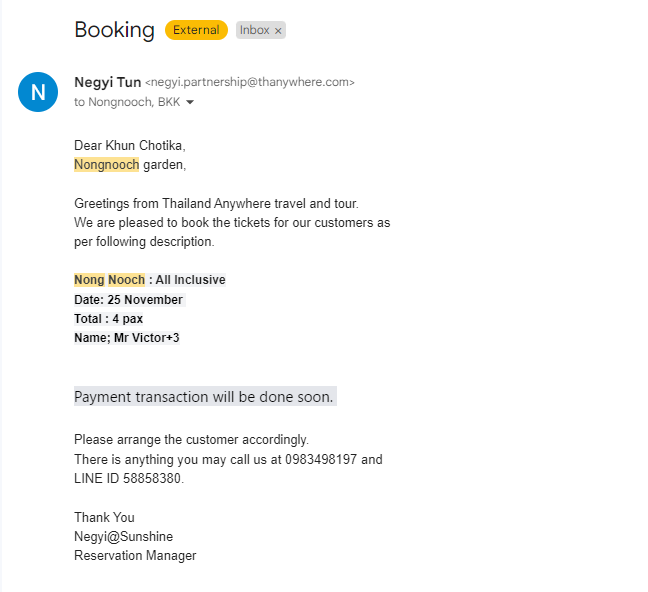 Booking External Inbox ×
N
Negyi Tun <negyi.partnership@thanywhere.com>
to Nongnooch, BKK
Dear Khun Chotika,
Nongnooch garden,
Greetings from Thailand Anywhere travel and tour.
We are pleased to book the tickets for our customers as
per following description.
Nong Nooch : All Inclusive
Date: 25 November
Total : 4 pax
Name; Mr Victor+3
Payment transaction will be done soon.
Please arrange the customer accordingly.
There is anything you may call us at 0983498197 and
LINE ID 58858380.
Thank You
Negyi@Sunshine
Reservation Manager